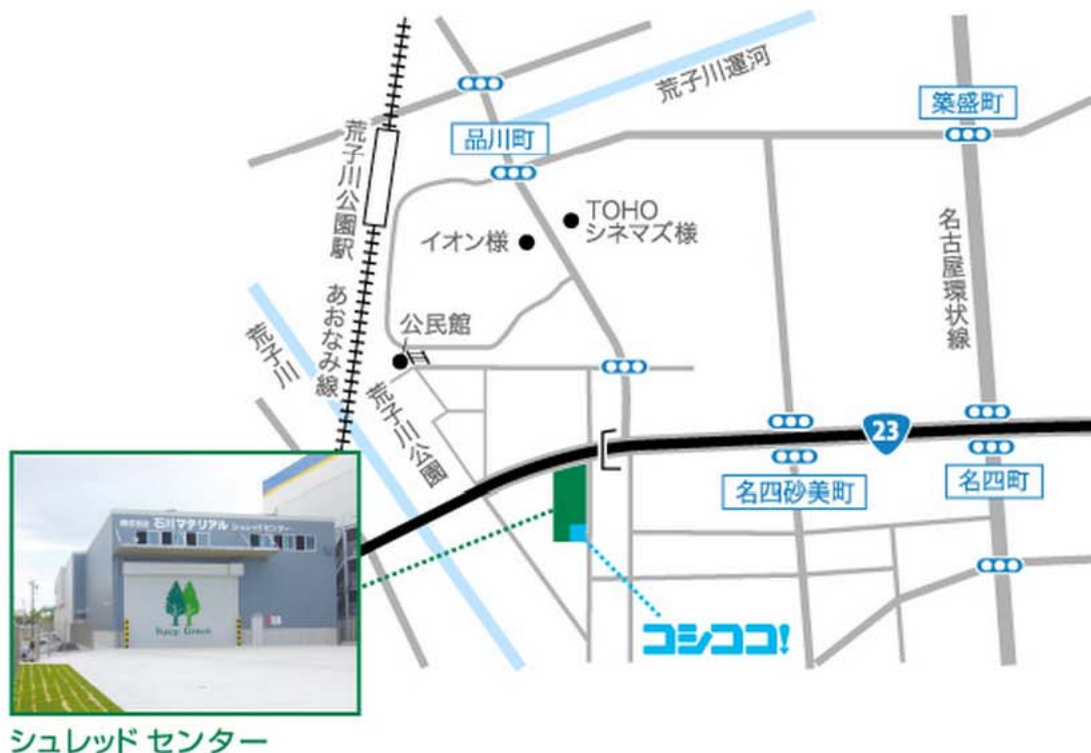 荒子川運河
築盛町
品川町
荒子川公園駅
TOHO
シネマズ様
イオン様
名古屋環状線
あおなみ線
公民館
荒子川
荒子川公園
23
名四砂美町
名四町
株式会社 石川マテリアル シュレッドセンター
Keep Green
コシココ!
シュレッド センター